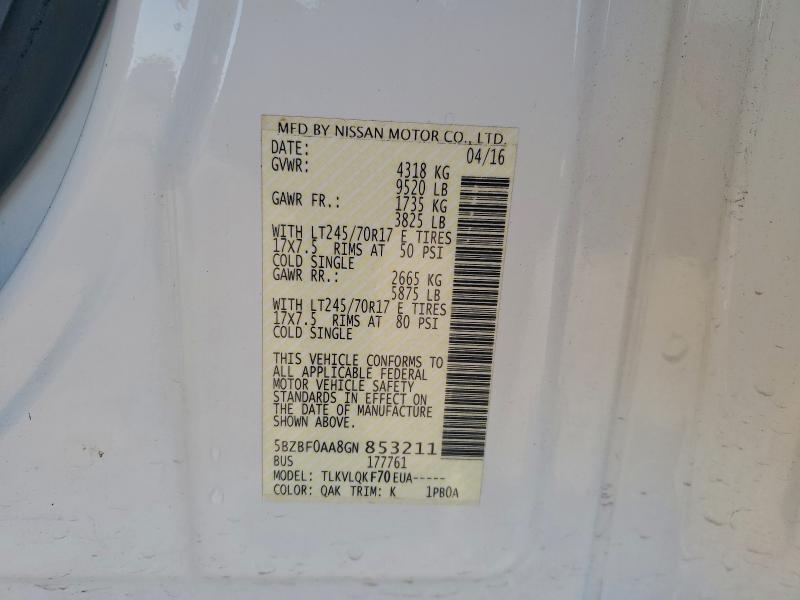 MFD BY NISSAN MOTOR CO., LTD.
DATE: 04/16
GVWR: 4318 KG
9520 LB
GAWR FR.: 1735 KG
3825 LB
WITH LT245/70R17 E TIRES
17X7.5 RIMS AT 50 PSI
COLD SINGLE
GAWR RR.: 2665 KG
5875 LB
WITH LT245/70R17 E TIRES
17X7.5 RIMS AT 80 PSI
COLD SINGLE
THIS VEHICLE CONFORMS TO
ALL APPLICABLE FEDERAL
MOTOR VEHICLE SAFETY
STANDARDS IN EFFECT ON
THE DATE OF MANUFACTURE
SHOWN ABOVE.
5BZBF0AA8GN 853211
BUS 177761
MODEL: TLKVLQKF70EUA-----
COLOR: QAK TRIM: K 1PB0A